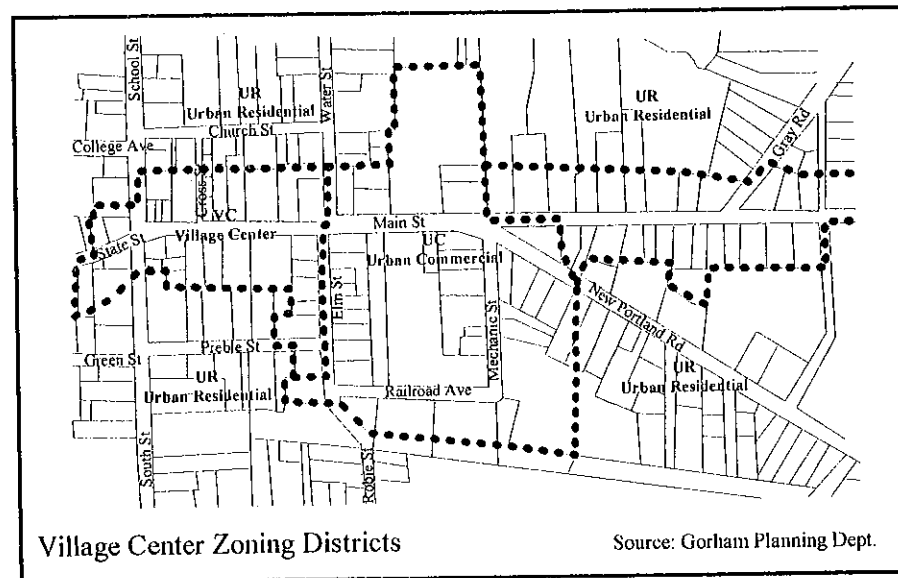 School St
UR
Urban Residential
Water St
UR
Urban Residential
Church St
College Ave
Gray Rd
Cross
VC
Village Center
Main St
State St
UC
Urban Commercial
Elm St
Mechanic St
New Portland Rd
Green St
Preble St
UR
Urban Residential
Railroad Ave
UR
Urban Residential
South St
Robie St
Village Center Zoning Districts
Source: Gorham Planning Dept.